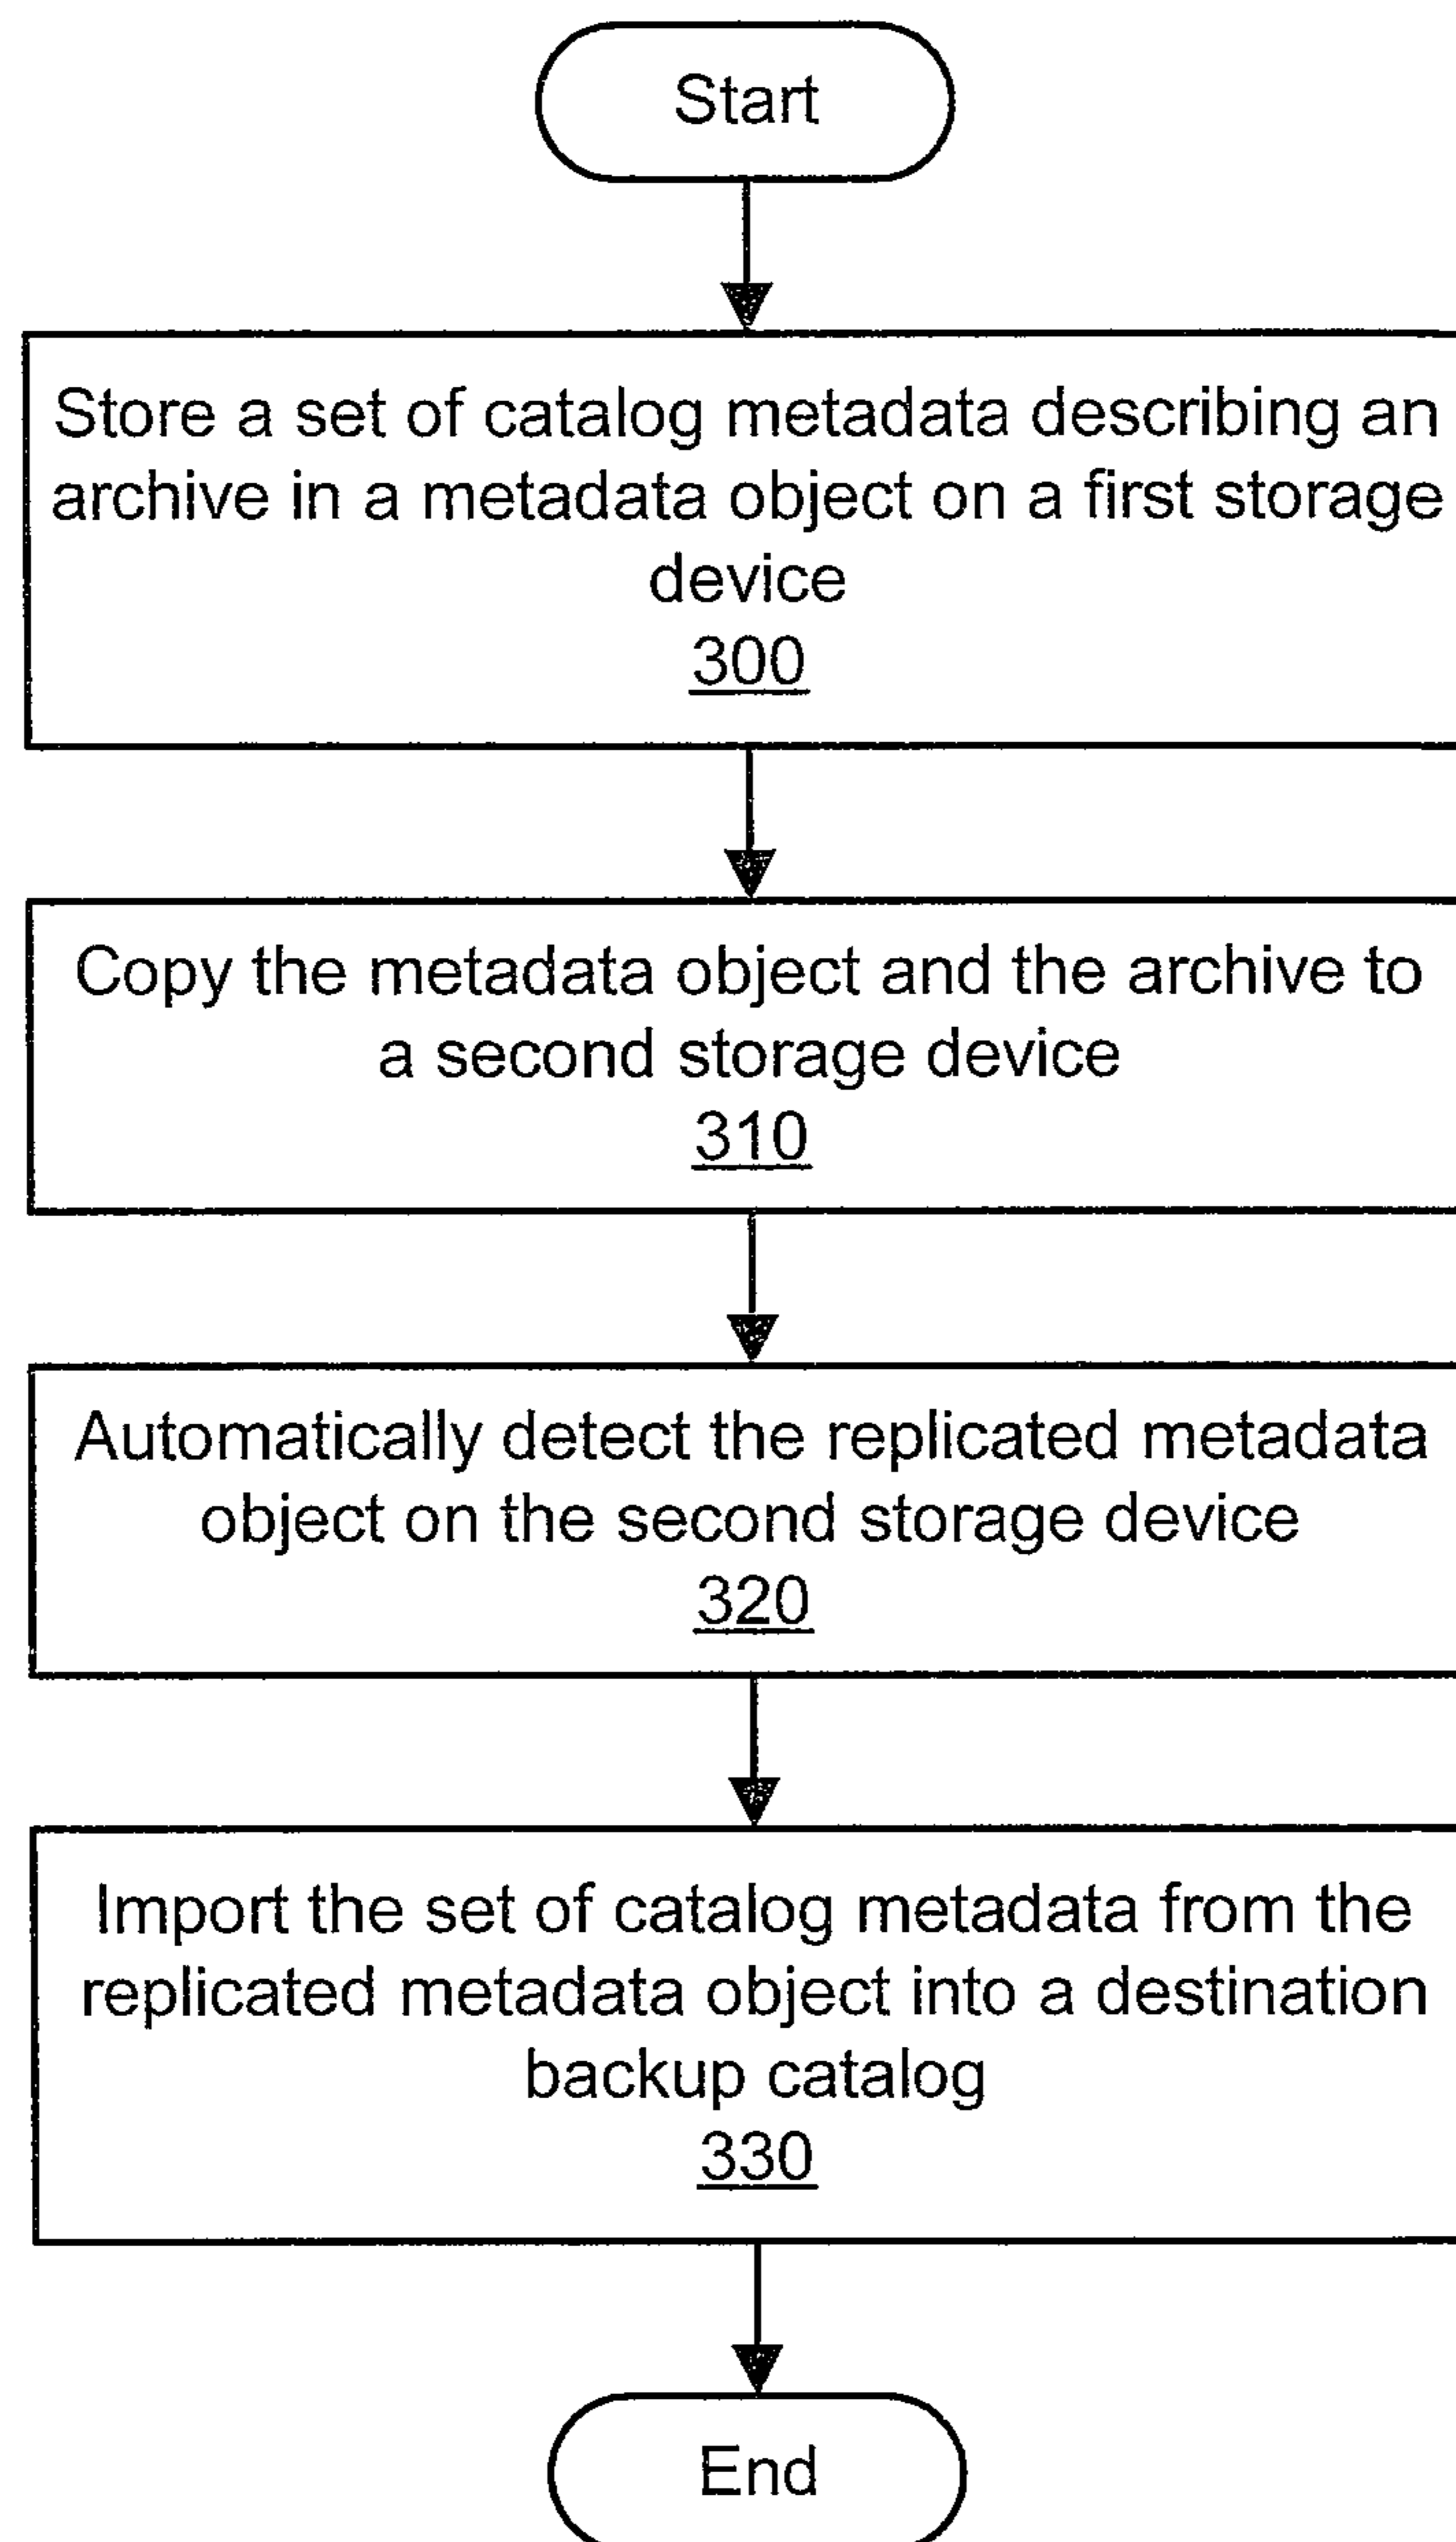 Start
Store a set of catalog metadata describing an
archive in a metadata object on a first storage
device
300
Copy the metadata object and the archive to
a second storage device
310
Automatically detect the replicated metadata
object on the second storage device
320
Import the set of catalog metadata from the
replicated metadata object into a destination
backup catalog
330
End